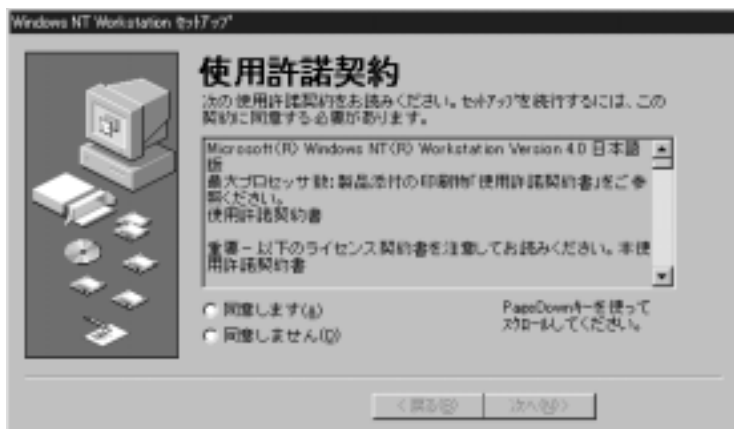 Windows NT Workstation ｾｯﾄｱｯﾌﾟ
使用許諾契約
次の使用許諾契約をお読みください。ｾｯﾄｱｯﾌﾟを続行するには、この
契約に同意する必要があります。
Microsoft(R) Windows NT(R) Workstation Version 4.0 日本語
版
最大プロセッサ数: 製品添付の印刷物｢使用許諾契約書｣をご参
照ください。
使用許諾契約書
重要－以下のライセンス契約書を注意してお読みください。本使
用許諾契約書
同意します(A)
同意しません(D)
PageDownｷｰを使って
ｽｸﾛｰﾙしてください。
< 戻る(B)
次へ(N) >